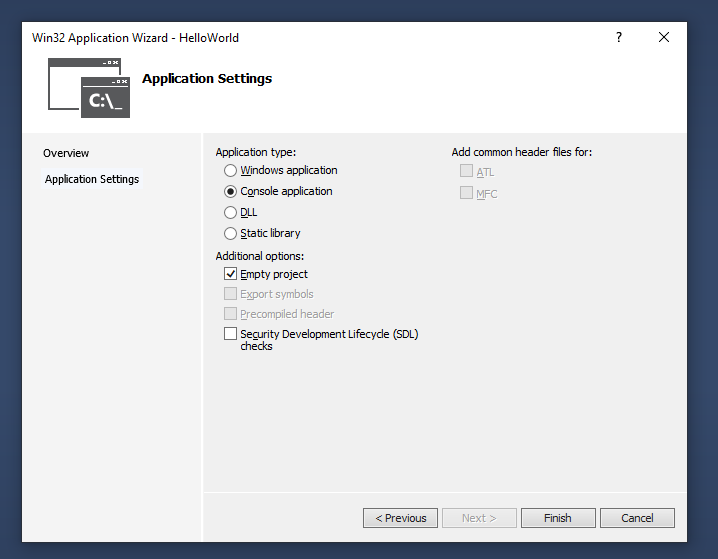 Win32 Application Wizard - HelloWorld
?
C:\_
Application Settings
Overview
Application Settings
Application type:
Windows application
Console application
DLL
Static library
Additional options:
Empty project
Export symbols
Precompiled header
Security Development Lifecycle (SDL)
checks
Add common header files for:
ATL
MFC
< Previous
Next >
Finish
Cancel